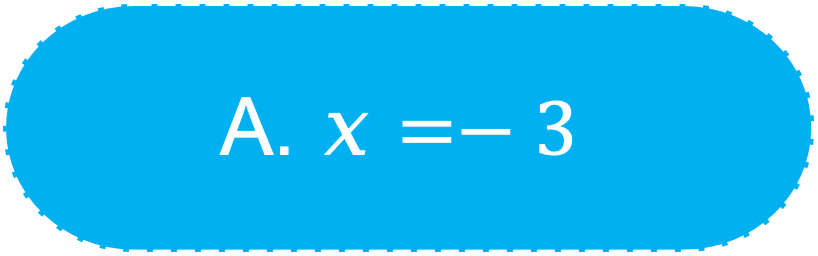 A. x =− 3